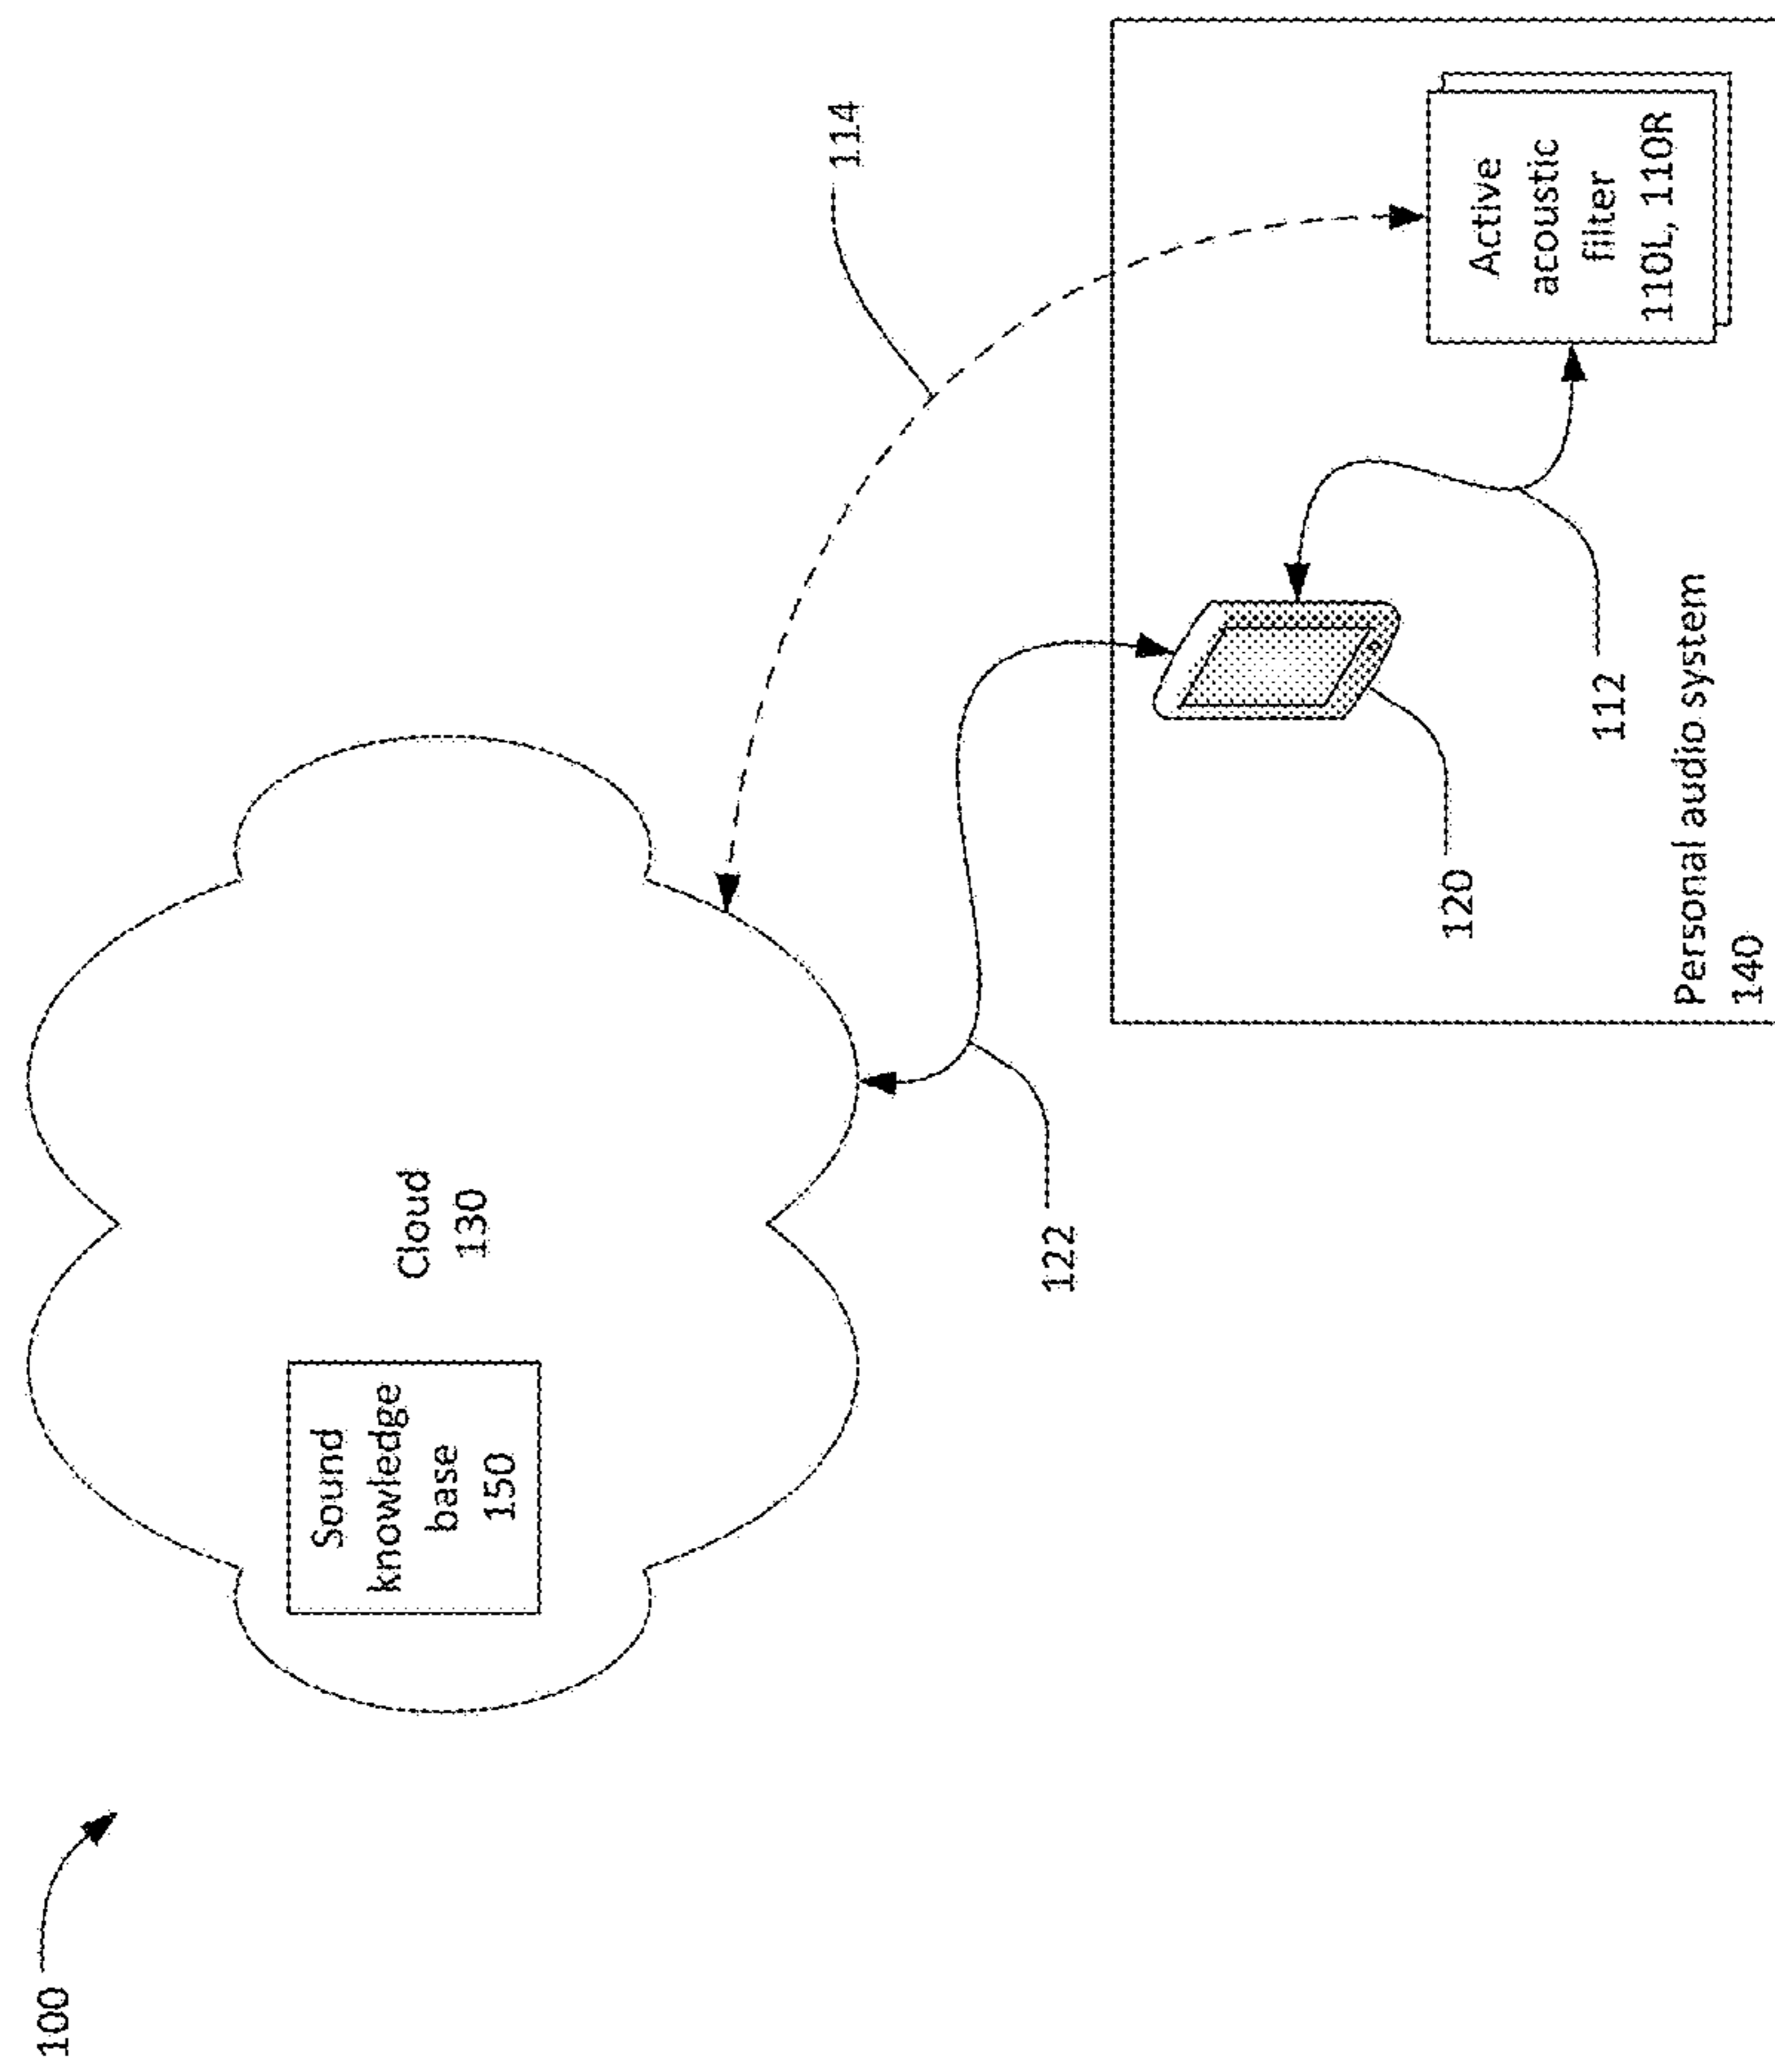 100
Sound
knowledge
base
150
Cloud
130
122
114
120
112
Active
acoustic
filter
110L, 110R
Personal audio system
140